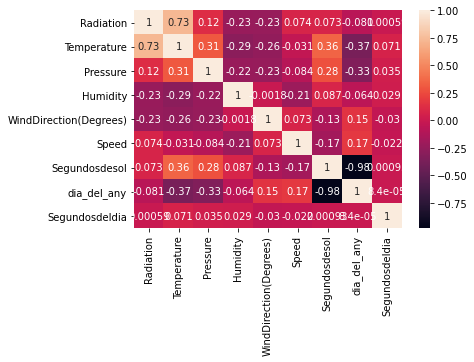 Radiation 1 0.73 0.12 -0.23 -0.23 0.074 0.073 -0.081 0.0005
Temperature 0.73 1 0.31 -0.29 -0.26 -0.031 0.36 -0.37 0.071
Pressure 0.12 0.31 1 -0.22 -0.23 -0.084 0.28 -0.33 0.035
Humidity -0.23 -0.29 -0.22 1 -0.0018 -0.21 0.087 -0.064 0.029
WindDirection(Degrees) -0.23 -0.26 -0.23 -0.0018 1 0.073 -0.13 0.15 -0.03
Speed 0.074 -0.031 -0.084 -0.21 0.073 1 -0.17 0.17 -0.022
Segundosdesol 0.073 0.36 0.28 0.087 -0.13 -0.17 1 -0.98 0.0009
dia_del_any -0.081 -0.37 -0.33 -0.064 0.15 0.17 -0.98 1
Segundosdeldia 0.071 0.035 0.029 -0.03 -0.022 1
Radiation
Temperature
Pressure
Humidity
WindDirection(Degrees)
Speed
Segundosdesol
dia_del_any
Segundosdeldia
1.00
0.75
0.50
0.25
0.00
−0.25
−0.50
−0.75